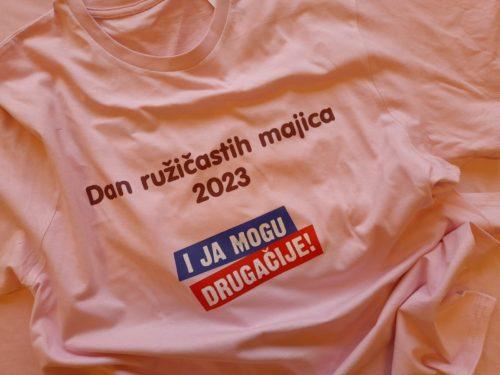 Dan ružičastih majica
2023
I JA MOGU
DRUGAČIJE!